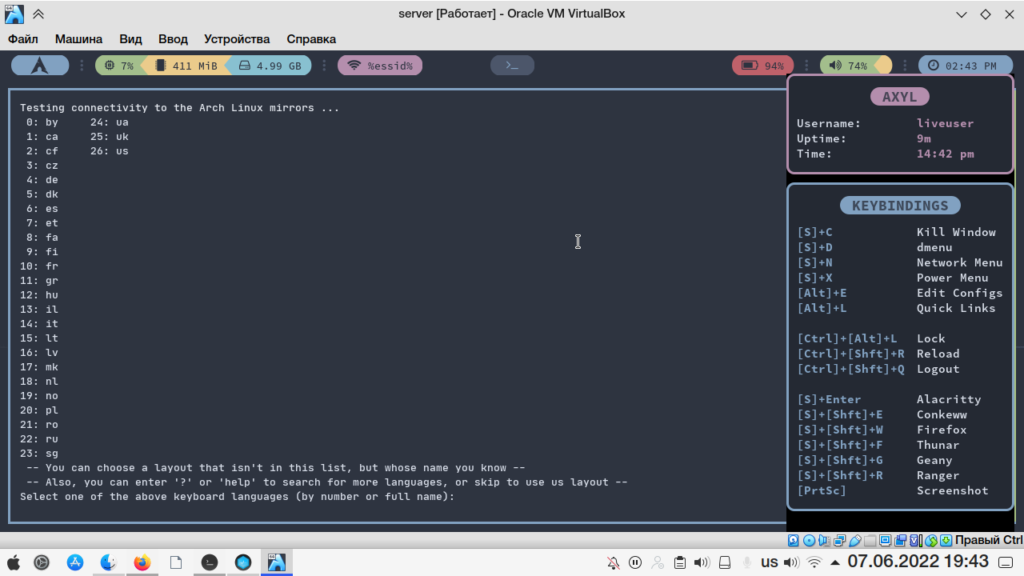 server [Работает] - Oracle VM VirtualBox
Файл Машина Вид Ввод Устройства Справка
7% 411 MiB 4.99 GB %essid% >_ 94% 74% 02:43 PM
Testing connectivity to the Arch Linux mirrors ...
0: by 24: ua
1: ca 25: uk
2: cf 26: us
3: cz
4: de
5: dk
6: es
7: et
8: fa
9: fi
10: fr
11: gr
12: hu
13: il
14: it
15: lt
16: lv
17: mk
18: nl
19: no
20: pl
21: ro
22: ru
23: sg
-- You can choose a layout that isn't in this list, but whose name you know --
-- Also, you can enter '?' or 'help' to search for more languages, or skip to use us layout --
Select one of the above keyboard languages (by number or full name):
AXYL
Username: liveuser
Uptime: 9m
Time: 14:42 pm
KEYBINDINGS
[S]+C Kill Window
[S]+D dmenu
[S]+N Network Menu
[S]+X Power Menu
[Alt]+E Edit Configs
[Alt]+L Quick Links
[Ctrl]+[Alt]+L Lock
[Ctrl]+[Shft]+R Reload
[Ctrl]+[Shft]+Q Logout
[S]+Enter Alacritty
[S]+[Shft]+E Conkeww
[S]+[Shft]+W Firefox
[S]+[Shft]+F Thunar
[S]+[Shft]+G Geany
[S]+[Shft]+R Ranger
[PrtSc] Screenshot
Правый Ctrl
us 07.06.2022 19:43